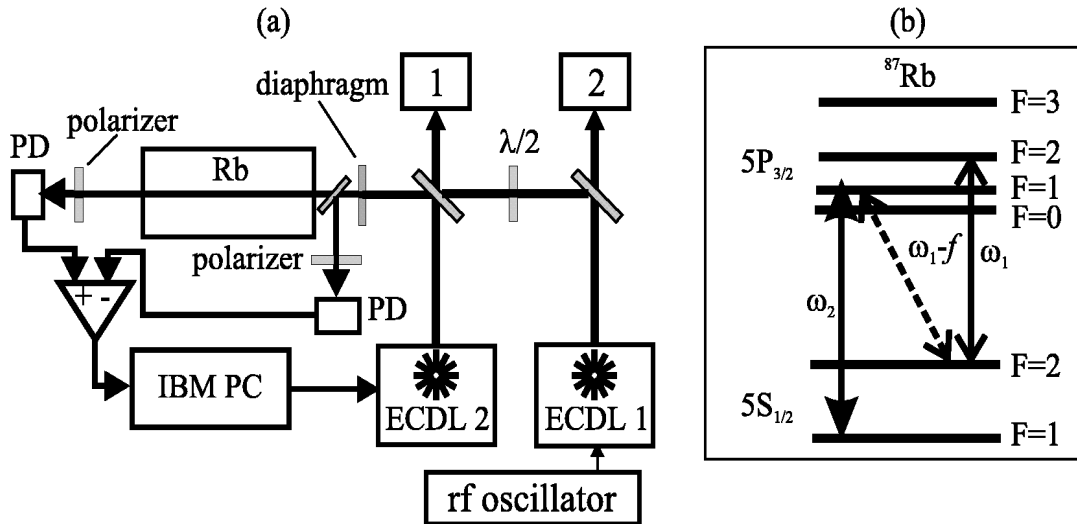 (a)
(b)
1
2
diaphragm
polarizer
λ/2
PD
Rb
polarizer
+ -
PD
IBM PC
ECDL 2
ECDL 1
rf oscillator
⁸⁷Rb
F=3
5P₃/₂
F=2
F=1
F=0
ω₁-f
ω₁
ω₂
F=2
5S₁/₂
F=1